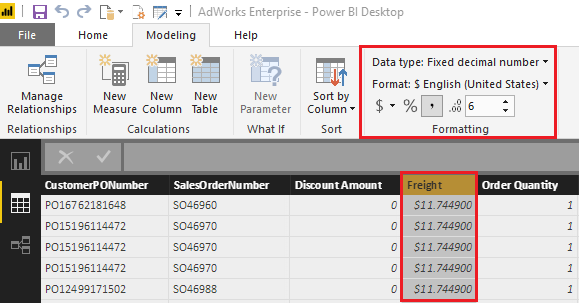 AdWorks Enterprise - Power BI Desktop
File Home Modeling Help
Data type: Fixed decimal number
Format: $ English (United States)
$ % , .00 6
Manage Relationships
New Measure
New Column
New Table
New Parameter
Sort by Column
Relationships Calculations What If Sort Formatting
CustomerPONumber SalesOrderNumber Discount Amount Freight Order Quantity
PO16762181648 SO46960 0 $11.744900 1
PO15196114472 SO46970 0 $11.744900 1
PO15196114472 SO46970 0 $11.744900 1
PO15196114472 SO46970 0 $11.744900 1
PO12499171502 SO46988 0 $11.744900 1